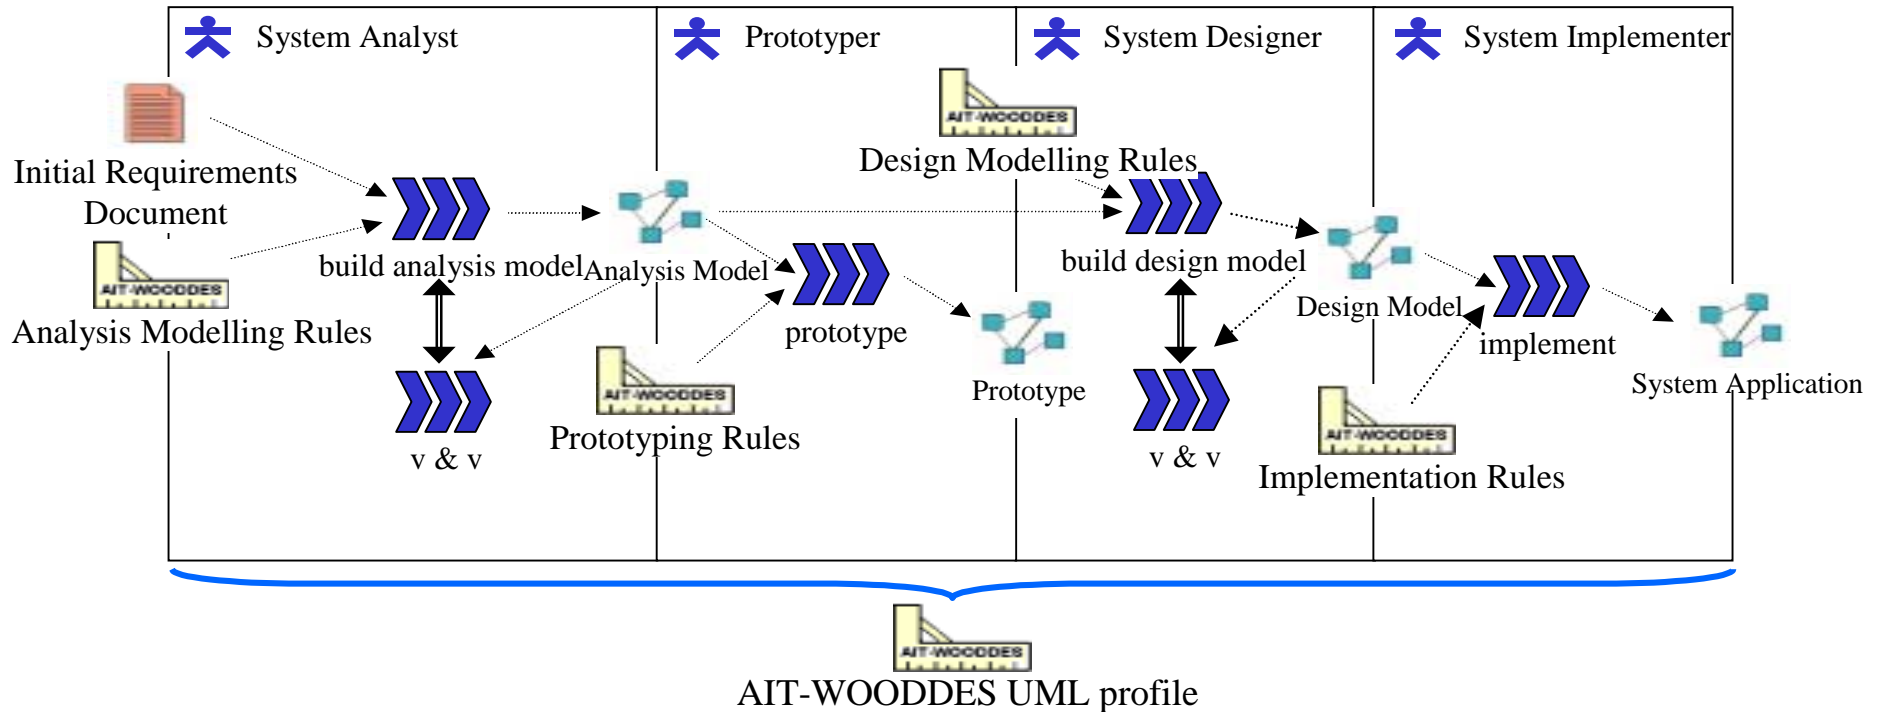 System Analyst
Prototyper
System Designer
System Implementer
AIT-WOODDES
Initial Requirements
Document
Design Modelling Rules
AIT-WOODDES
Analysis Modelling Rules
build analysis model
Analysis Model
build design model
Design Model
prototype
implement
Prototype
System Application
AIT-WOODDES
Prototyping Rules
AIT-WOODDES
Implementation Rules
v & v
v & v
AIT-WOODDES
AIT-WOODDES UML profile